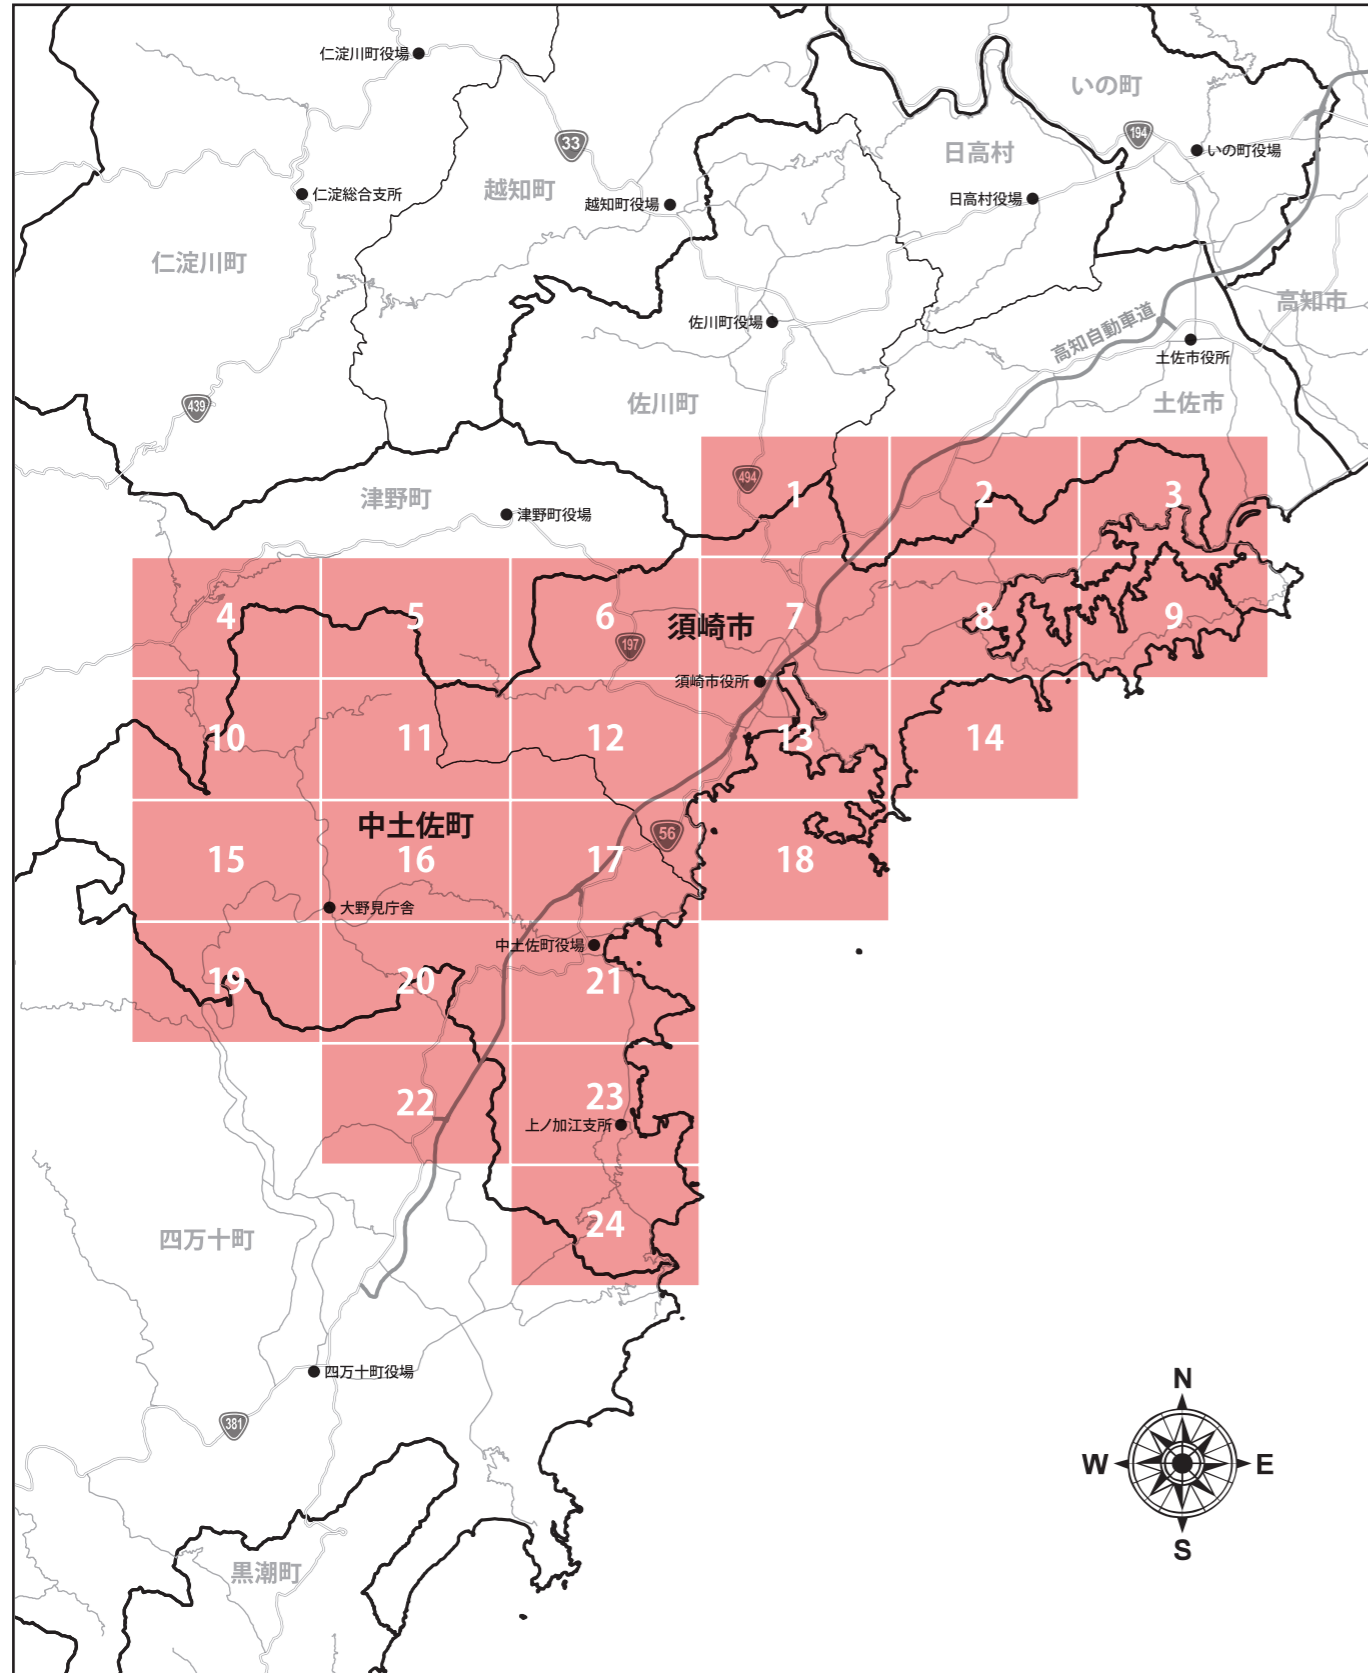 仁淀川町役場
いの町
33
194
いの町役場
日高村
越知町
仁淀総合支所
越知町役場
日高村役場
仁淀川町
高知市
佐川町役場
高知自動車道
土佐市役所
439
佐川町
土佐市
494
1
2
3
津野町
津野町役場
4
5
6
須崎市
7
8
9
197
須崎市役所
10
11
12
13
14
中土佐町
56
15
16
17
18
大野見庁舎
中土佐町役場
19
20
21
22
23
上ノ加江支所
24
四万十町
四万十町役場
381
黒潮町
N
W
E
S